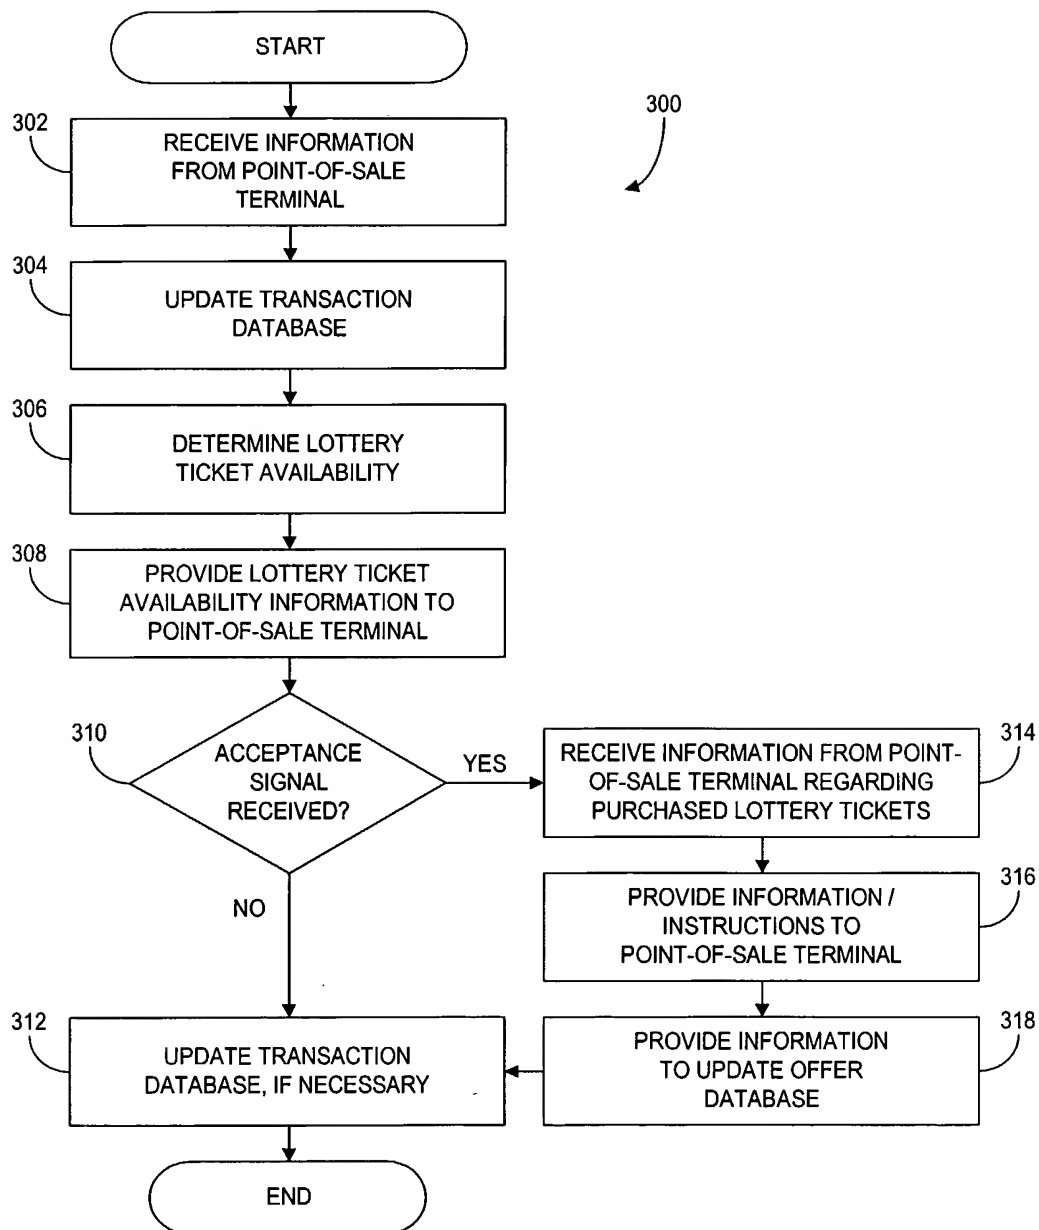 START
300
302
RECEIVE INFORMATION
FROM POINT-OF-SALE
TERMINAL
304
UPDATE TRANSACTION
DATABASE
306
DETERMINE LOTTERY
TICKET AVAILABILITY
308
PROVIDE LOTTERY TICKET
AVAILABILITY INFORMATION TO
POINT-OF-SALE TERMINAL
310
ACCEPTANCE
SIGNAL
RECEIVED?
YES
NO
314
RECEIVE INFORMATION FROM POINT-
OF-SALE TERMINAL REGARDING
PURCHASED LOTTERY TICKETS
316
PROVIDE INFORMATION /
INSTRUCTIONS TO
POINT-OF-SALE TERMINAL
318
PROVIDE INFORMATION
TO UPDATE OFFER
DATABASE
312
UPDATE TRANSACTION
DATABASE, IF NECESSARY
END